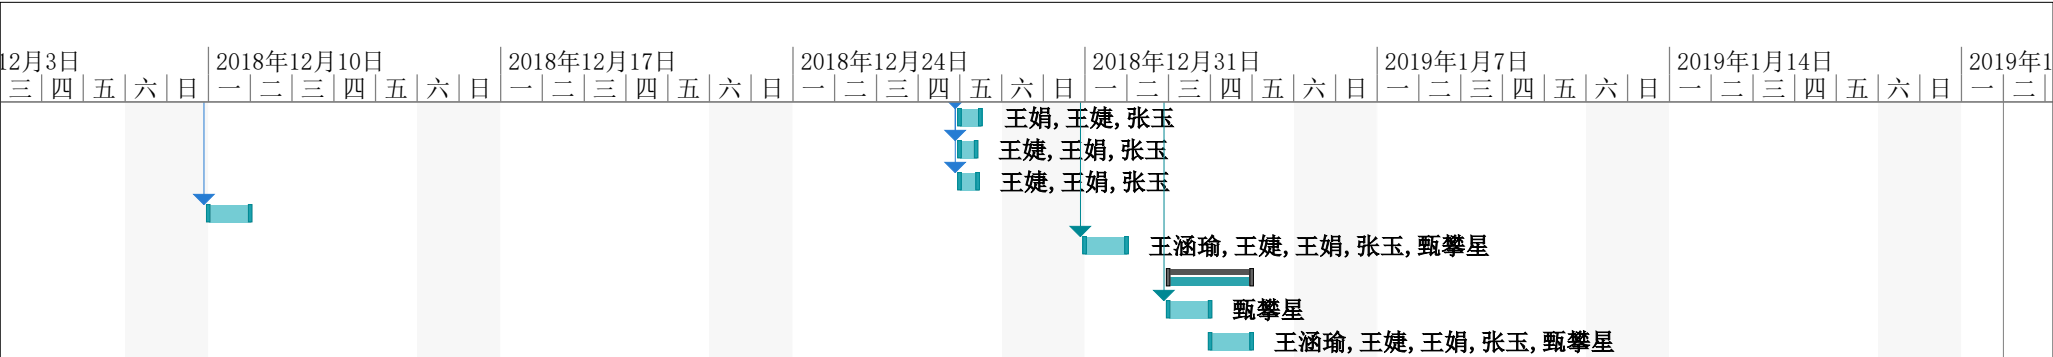 12月3日 2018年12月10日 2018年12月17日 2018年12月24日 2018年12月31日 2019年1月7日 2019年1月14日 2019年1
三 四 五 六 日 一 二 三 四 五 六 日 一 二 三 四 五 六 日 一 二 三 四 五 六 日 一 二 三 四 五 六 日 一 二 三 四 五 六 日 一 二 三 四 五 六 日 一 二
王娟,王婕,张玉
王婕,王娟,张玉
王婕,王娟,张玉
王涵瑜,王婕,王娟,张玉,甄攀星
甄攀星
王涵瑜,王婕,王娟,张玉,甄攀星